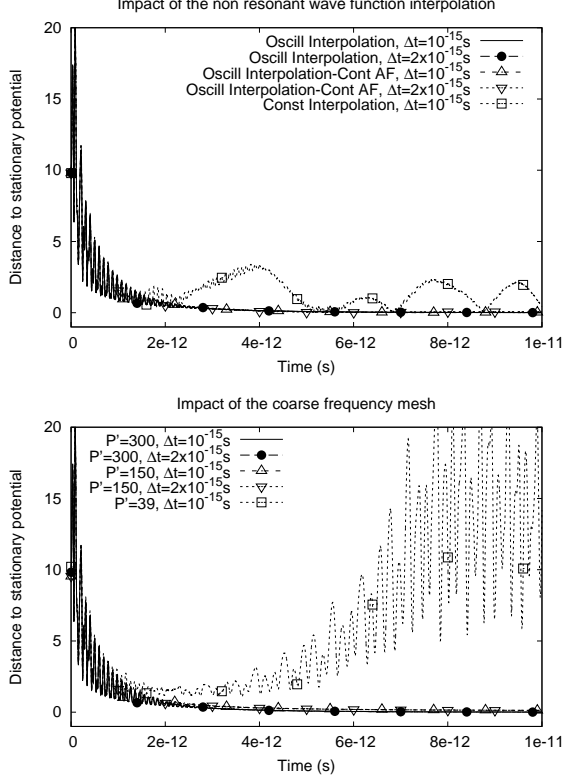 Impact of the non resonant wave function interpolation
Oscill Interpolation, Δt=10⁻¹⁵s
Oscill Interpolation, Δt=2x10⁻¹⁵s
Oscill Interpolation-Cont AF, Δt=10⁻¹⁵s
Oscill Interpolation-Cont AF, Δt=2x10⁻¹⁵s
Const Interpolation, Δt=10⁻¹⁵s
Distance to stationary potential
20
15
10
5
0
0 2e-12 4e-12 6e-12 8e-12 1e-11
Time (s)
Impact of the coarse frequency mesh
P'=300, Δt=10⁻¹⁵s
P'=300, Δt=2x10⁻¹⁵s
P'=150, Δt=10⁻¹⁵s
P'=150, Δt=2x10⁻¹⁵s
P'=39, Δt=10⁻¹⁵s
Distance to stationary potential
20
15
10
5
0
0 2e-12 4e-12 6e-12 8e-12 1e-11
Time (s)